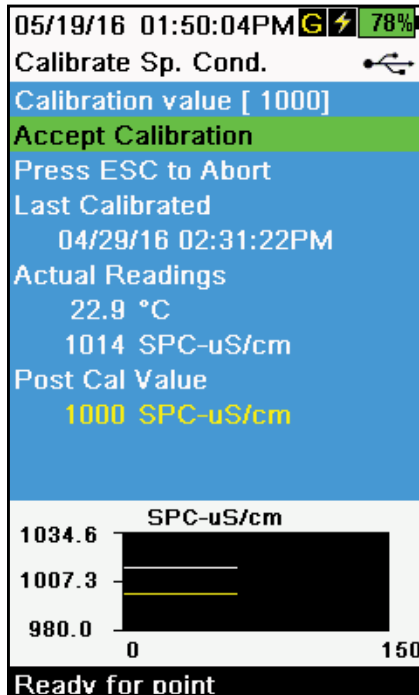 05/19/16 01:50:04PM G 78%
Calibrate Sp. Cond.
Calibration value [ 1000]
Accept Calibration
Press ESC to Abort
Last Calibrated
04/29/16 02:31:22PM
Actual Readings
22.9 °C
1014 SPC-uS/cm
Post Cal Value
1000 SPC-uS/cm
SPC-uS/cm
1034.6
1007.3
980.0
0 150
Ready for point